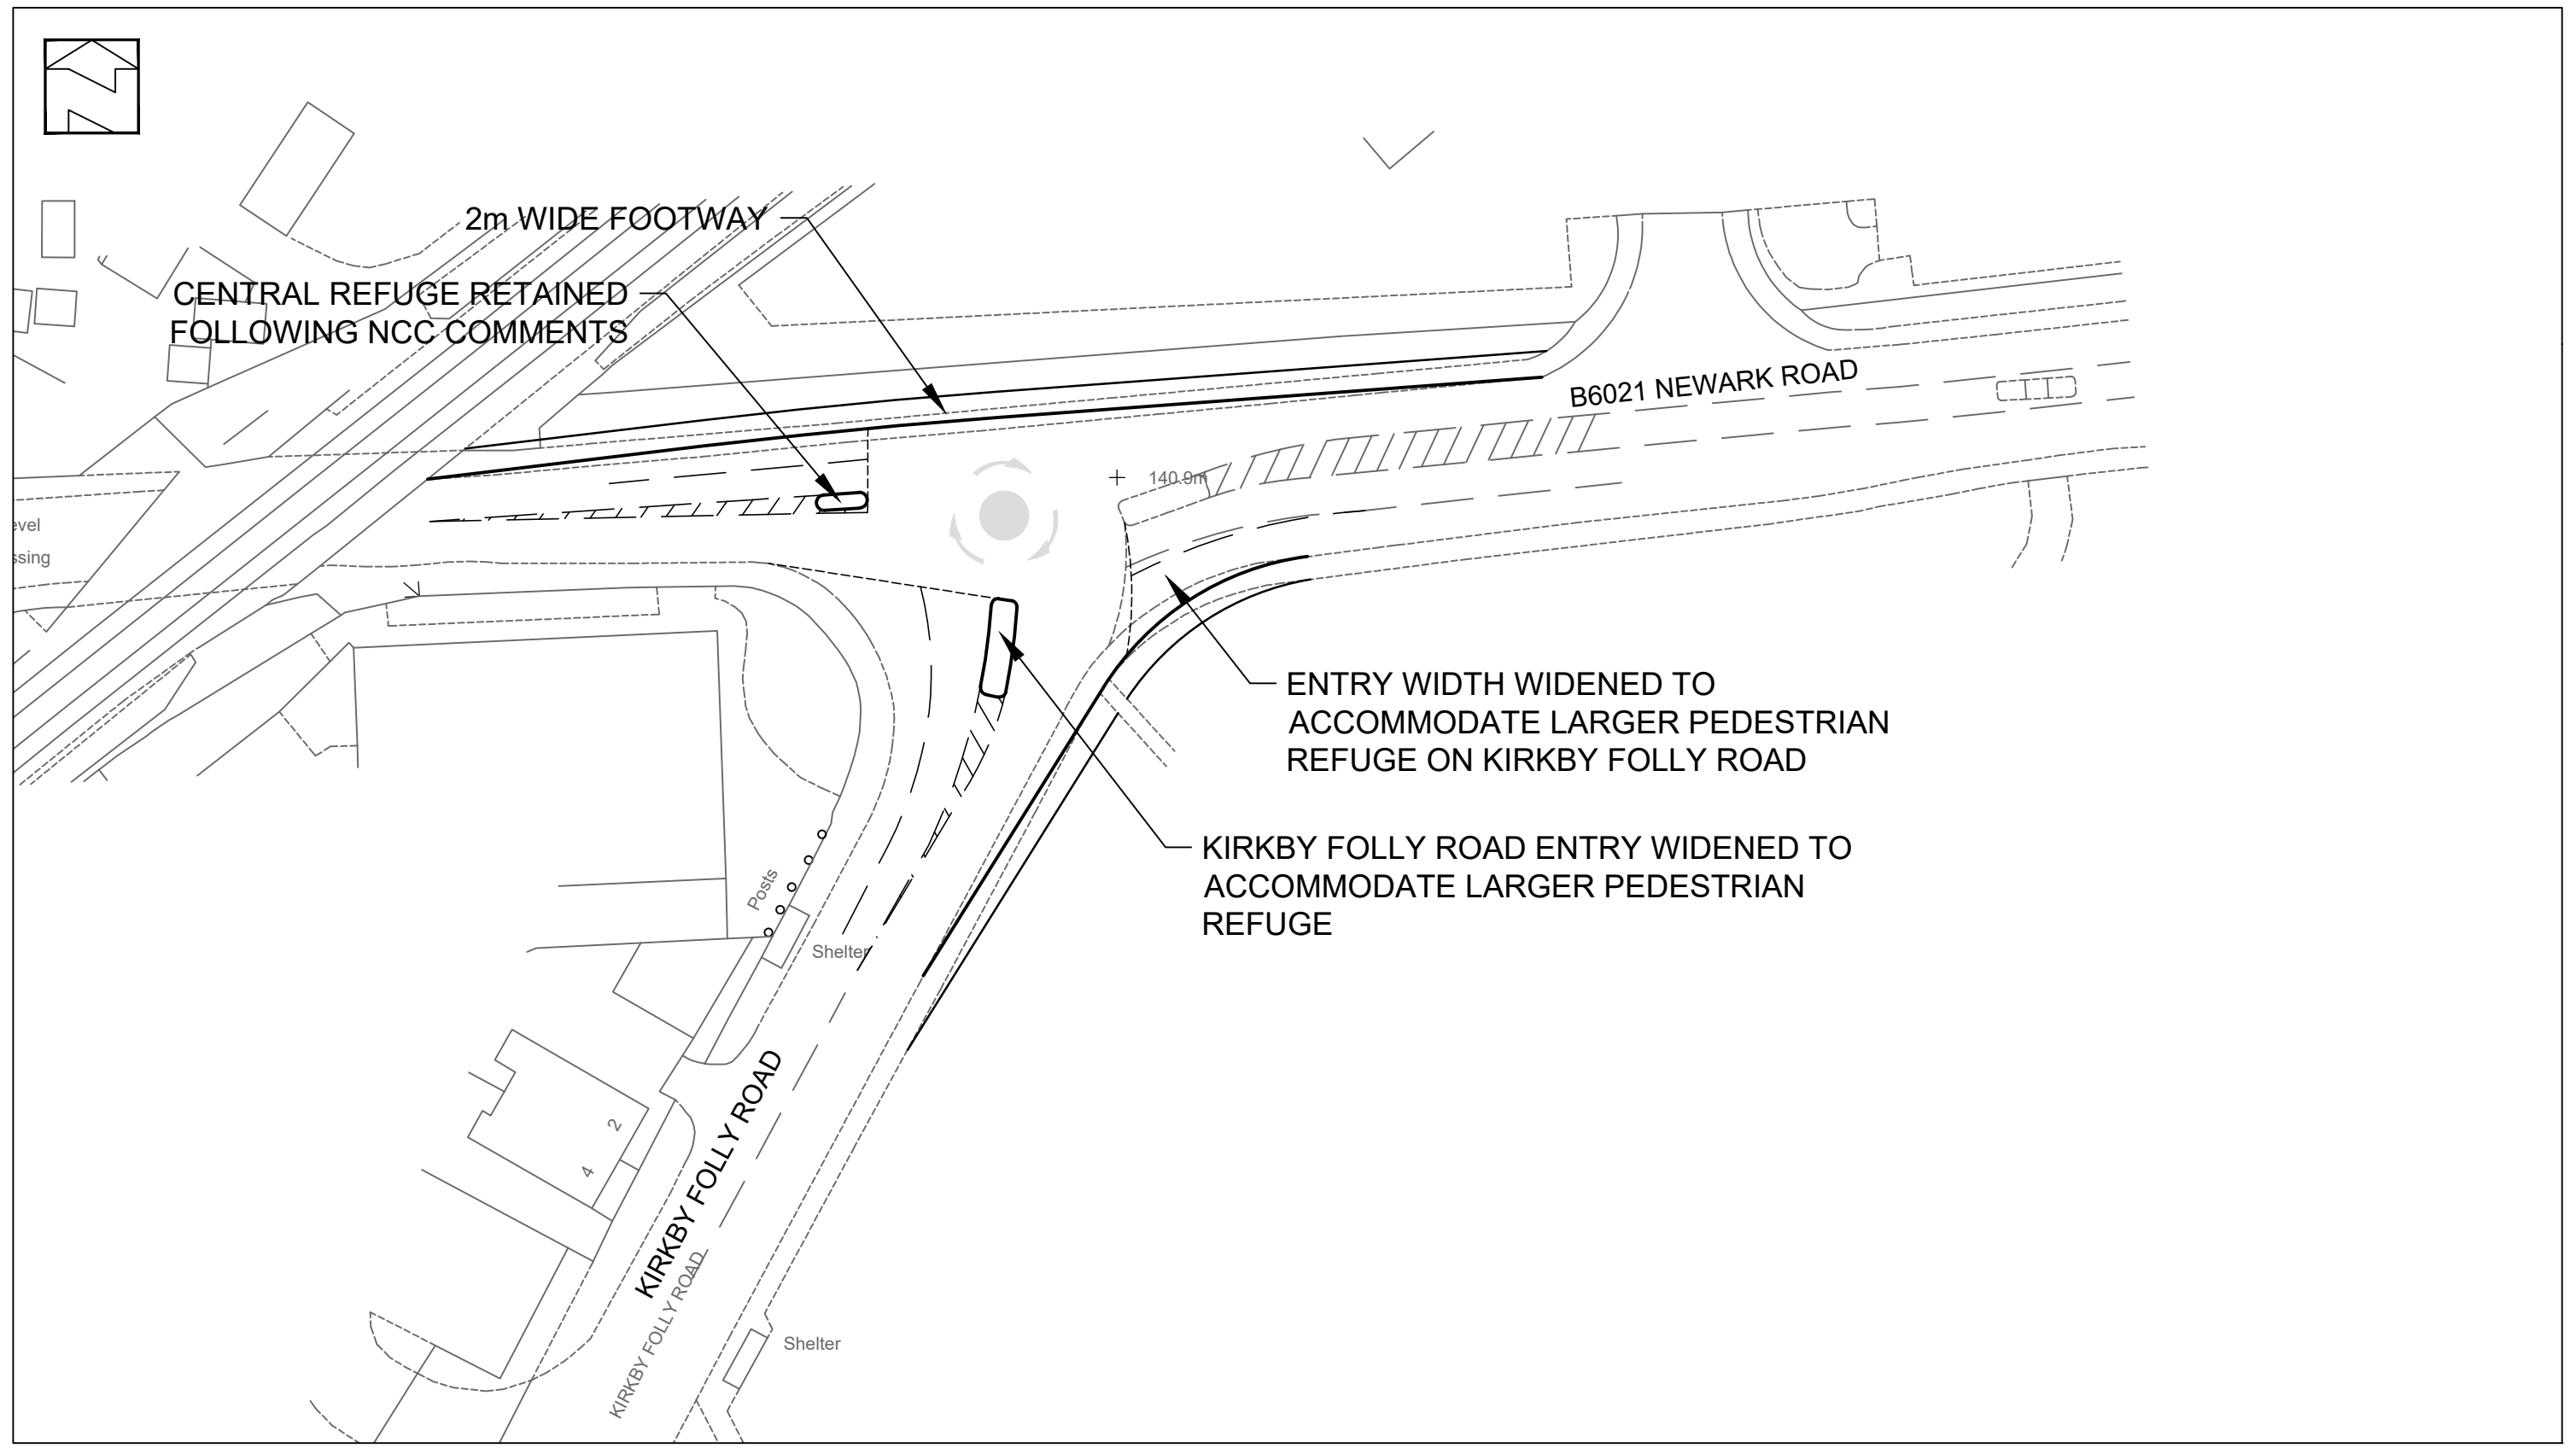 2m WIDE FOOTWAY
CENTRAL REFUGE RETAINED
FOLLOWING NCC COMMENTS
B6021 NEWARK ROAD
140.9m
evel
ssing
ENTRY WIDTH WIDENED TO
ACCOMMODATE LARGER PEDESTRIAN
REFUGE ON KIRKBY FOLLY ROAD
KIRKBY FOLLY ROAD ENTRY WIDENED TO
ACCOMMODATE LARGER PEDESTRIAN
REFUGE
Posts
Shelter
KIRKBY FOLLY ROAD
2
4
KIRKBY FOLLY ROAD
Shelter